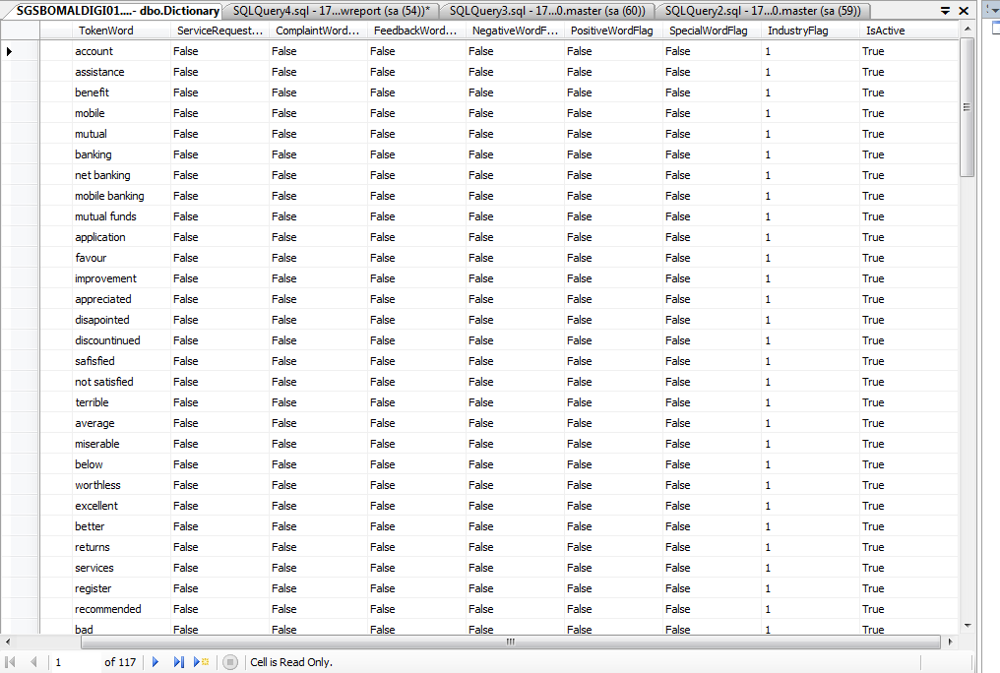 SGSBOMALDIGI01....- dbo.Dictionary SQLQuery4.sql - 17...wreport (sa (54))* SQLQuery3.sql - 17...0.master (sa (60)) SQLQuery2.sql - 17...0.master (sa (59))
TokenWord ServiceRequest... ComplaintWord... FeedbackWord... NegativeWordF... PositiveWordFlag SpecialWordFlag IndustryFlag IsActive
account False False False False False False 1 True
assistance False False False False False False 1 True
benefit False False False False False False 1 True
mobile False False False False False False 1 True
mutual False False False False False False 1 True
banking False False False False False False 1 True
net banking False False False False False False 1 True
mobile banking False False False False False False 1 True
mutual funds False False False False False False 1 True
application False False False False False False 1 True
favour False False False False False False 1 True
improvement False False False False False False 1 True
appreciated False False False False False False 1 True
disapointed False False False False False False 1 True
discountinued False False False False False False 1 True
safisfied False False False False False False 1 True
not satisfied False False False False False False 1 True
terrible False False False False False False 1 True
average False False False False False False 1 True
miserable False False False False False False 1 True
below False False False False False False 1 True
worthless False False False False False False 1 True
excellent False False False False False False 1 True
better False False False False False False 1 True
returns False False False False False False 1 True
services False False False False False False 1 True
register False False False False False False 1 True
recommended False False False False False False 1 True
bad False False False False False False 1 True
1 of 117 Cell is Read Only.